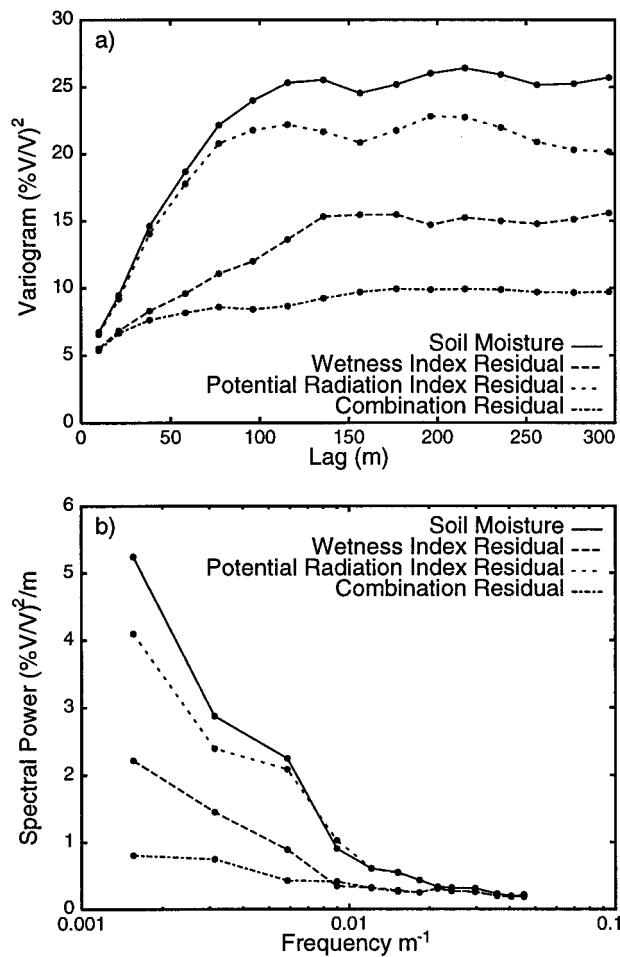 a)
30
25
20
15
10
5
0
Variogram (%V/V)²
Soil Moisture
Wetness Index Residual
Potential Radiation Index Residual
Combination Residual
0 50 100 150 200 250 300
Lag (m)
b)
6
5
4
3
2
1
0
Spectral Power (%V/V)²/m
Soil Moisture
Wetness Index Residual
Potential Radiation Index Residual
Combination Residual
0.001 0.01 0.1
Frequency m⁻¹